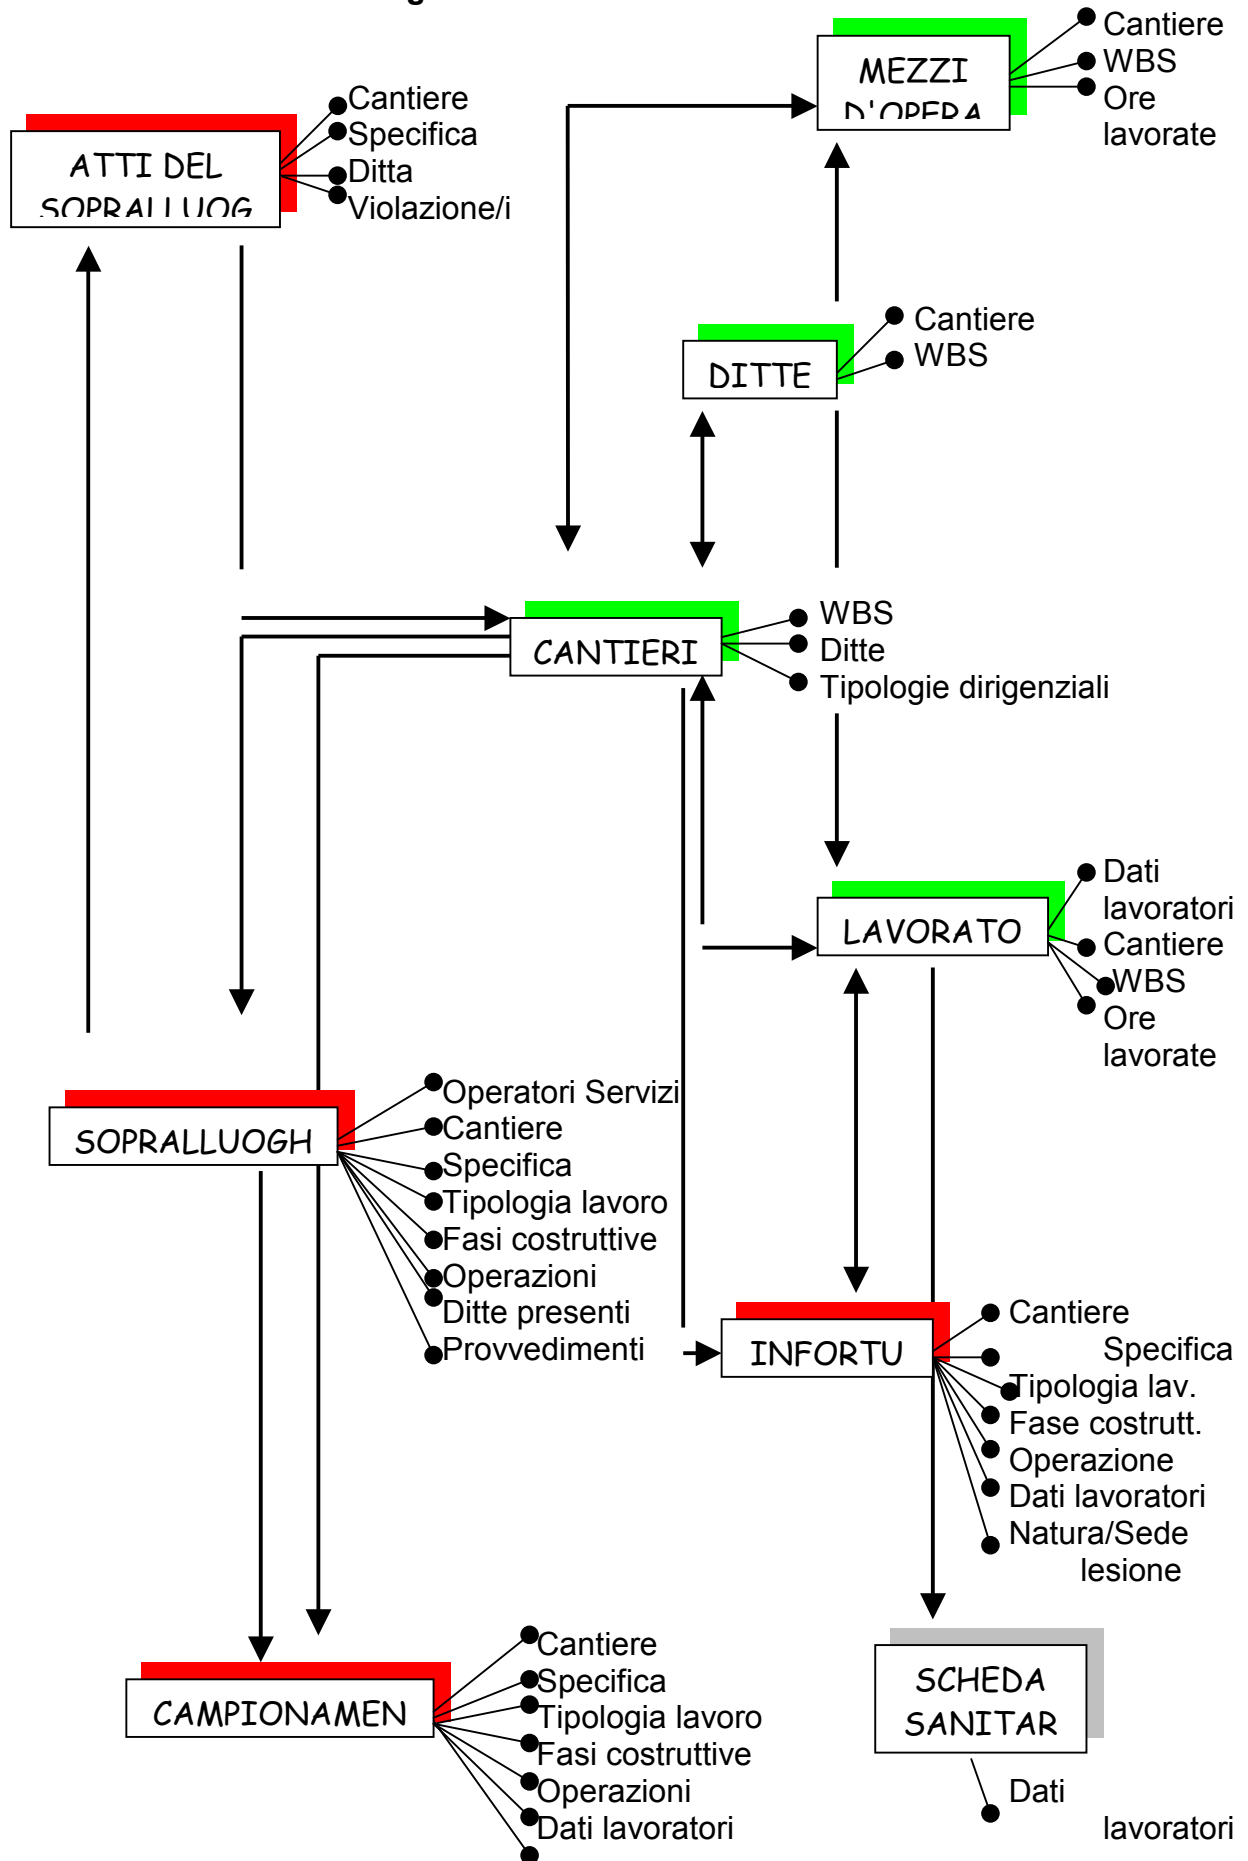 Cantiere
WBS
Ore
lavorate
MEZZI
D'OPERA
Cantiere
Specifica
Ditta
Violazione/i
ATTI DEL
SOPRALLUOG
Cantiere
WBS
DITTE
WBS
Ditte
Tipologie dirigenziali
CANTIERI
Dati
lavoratori
Cantiere
WBS
Ore
lavorate
LAVORATO
Operatori Servizi
Cantiere
Specifica
Tipologia lavoro
Fasi costruttive
Operazioni
Ditte presenti
Provvedimenti
SOPRALLUOGH
Cantiere
Specifica
Tipologia lav.
Fase costrutt.
Operazione
Dati lavoratori
Natura/Sede
lesione
INFORTU
Cantiere
Specifica
Tipologia lavoro
Fasi costruttive
Operazioni
Dati lavoratori
CAMPIONAMEN
SCHEDA
SANITAR
Dati
lavoratori